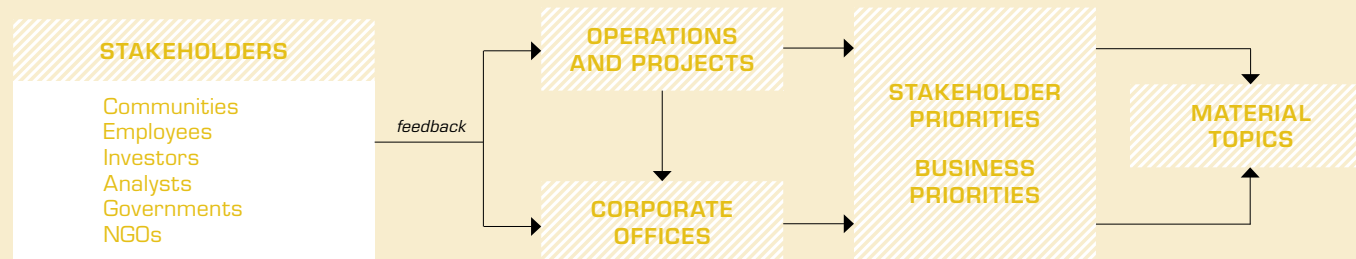 STAKEHOLDERS
Communities
Employees
Investors
Analysts
Governments
NGOs
feedback
OPERATIONS
AND PROJECTS
CORPORATE
OFFICES
STAKEHOLDER
PRIORITIES
BUSINESS
PRIORITIES
MATERIAL
TOPICS